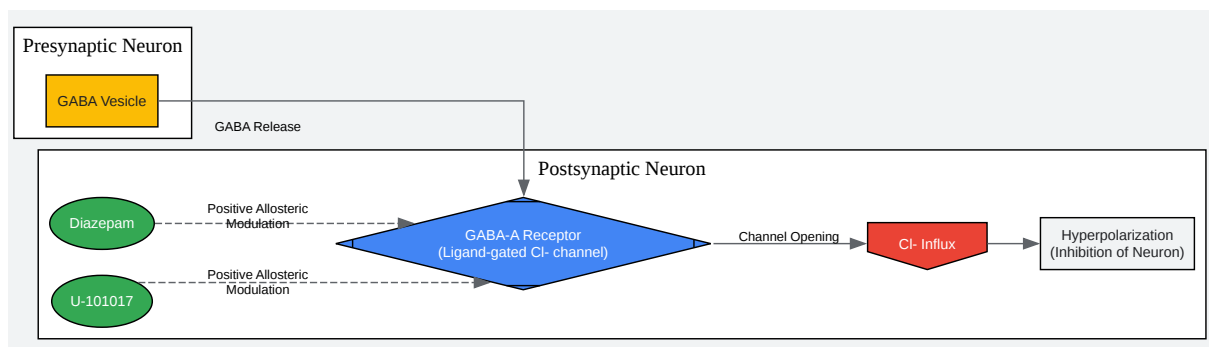 Presynaptic Neuron
GABA Vesicle
GABA Release
Postsynaptic Neuron
Diazepam
Positive Allosteric
Modulation
U-101017
Positive Allosteric
Modulation
GABA-A Receptor
(Ligand-gated Cl- channel)
Channel Opening
Cl- Influx
Hyperpolarization
(Inhibition of Neuron)